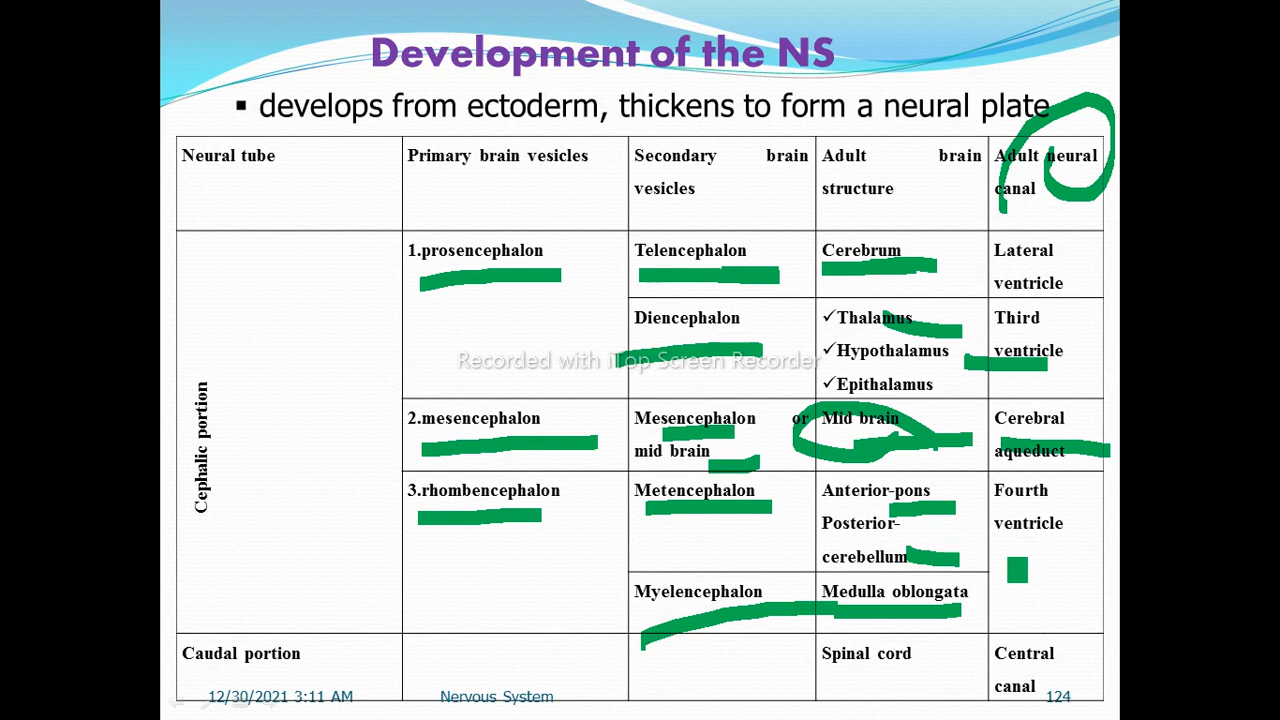 Development of the NS
▪ develops from ectoderm, thickens to form a neural plate
Neural tube
Primary brain vesicles
Secondary brain
vesicles
Adult brain
structure
Adult neural
canal
Cephalic portion
1.prosencephalon
Telencephalon
Cerebrum
Lateral
ventricle
Diencephalon
✓Thalamus
✓Hypothalamus
✓Epithalamus
Third
ventricle
2.mesencephalon
Mesencephalon or
mid brain
Mid brain
Cerebral
aqueduct
3.rhombencephalon
Metencephalon
Anterior-pons
Posterior-
cerebellum
Fourth
ventricle
Myelencephalon
Medulla oblongata
Caudal portion
Spinal cord
Central
canal
Recorded with iTop Screen Recorder
12/30/2021 3:11 AM
Nervous System
124